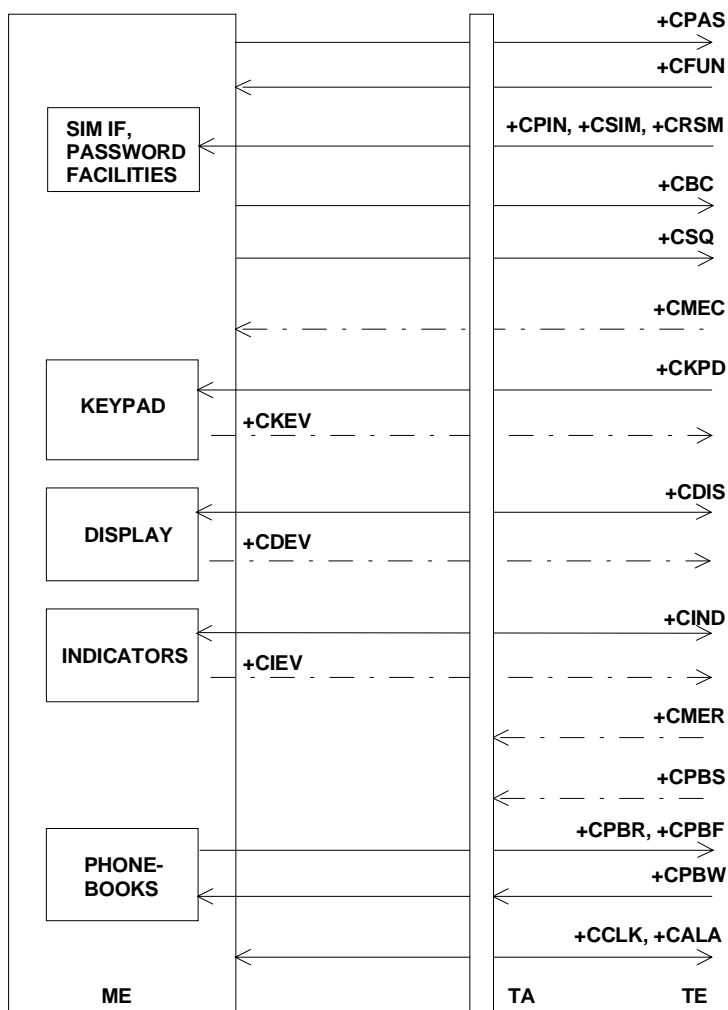 +CPAS
+CFUN
SIM IF,
PASSWORD
FACILITIES
+CPIN, +CSIM, +CRSM
+CBC
+CSQ
+CMEC
+CKPD
KEYPAD
+CKEV
+CDIS
DISPLAY
+CDEV
+CIND
INDICATORS
+CIEV
+CMER
+CPBS
+CPBR, +CPBF
PHONE-
BOOKS
+CPBW
+CCLK, +CALA
ME TA TE